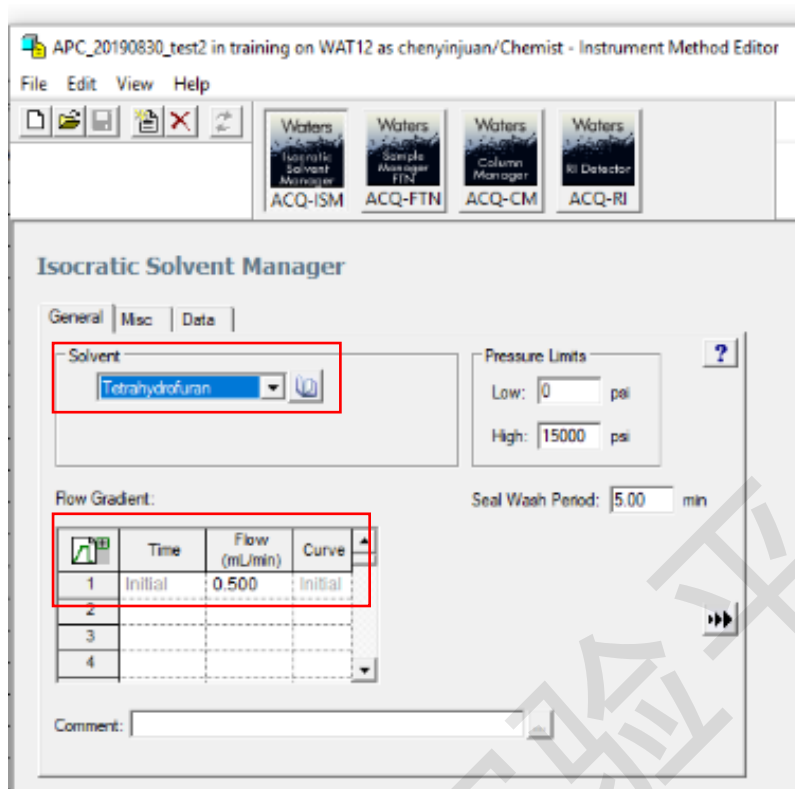 APC_20190830_test2 in training on WAT12 as chenyinjuan/Chemist - Instrument Method Editor
File Edit View Help
Waters Waters Waters Waters
Isocratic Solvent Manager Sample Manager FTN Column Manager RI Detector
ACQ-ISM ACQ-FTN ACQ-CM ACQ-RI
Isocratic Solvent Manager
General Misc Data
Solvent
Tetrahydrofuran
Pressure Limits
Low: 0 psi
High: 15000 psi
?
Flow Gradient:
Seal Wash Period: 5.00 min
Time Flow (mL/min) Curve
1 Initial 0.500 Initial
2
3
4
Comment:
验平